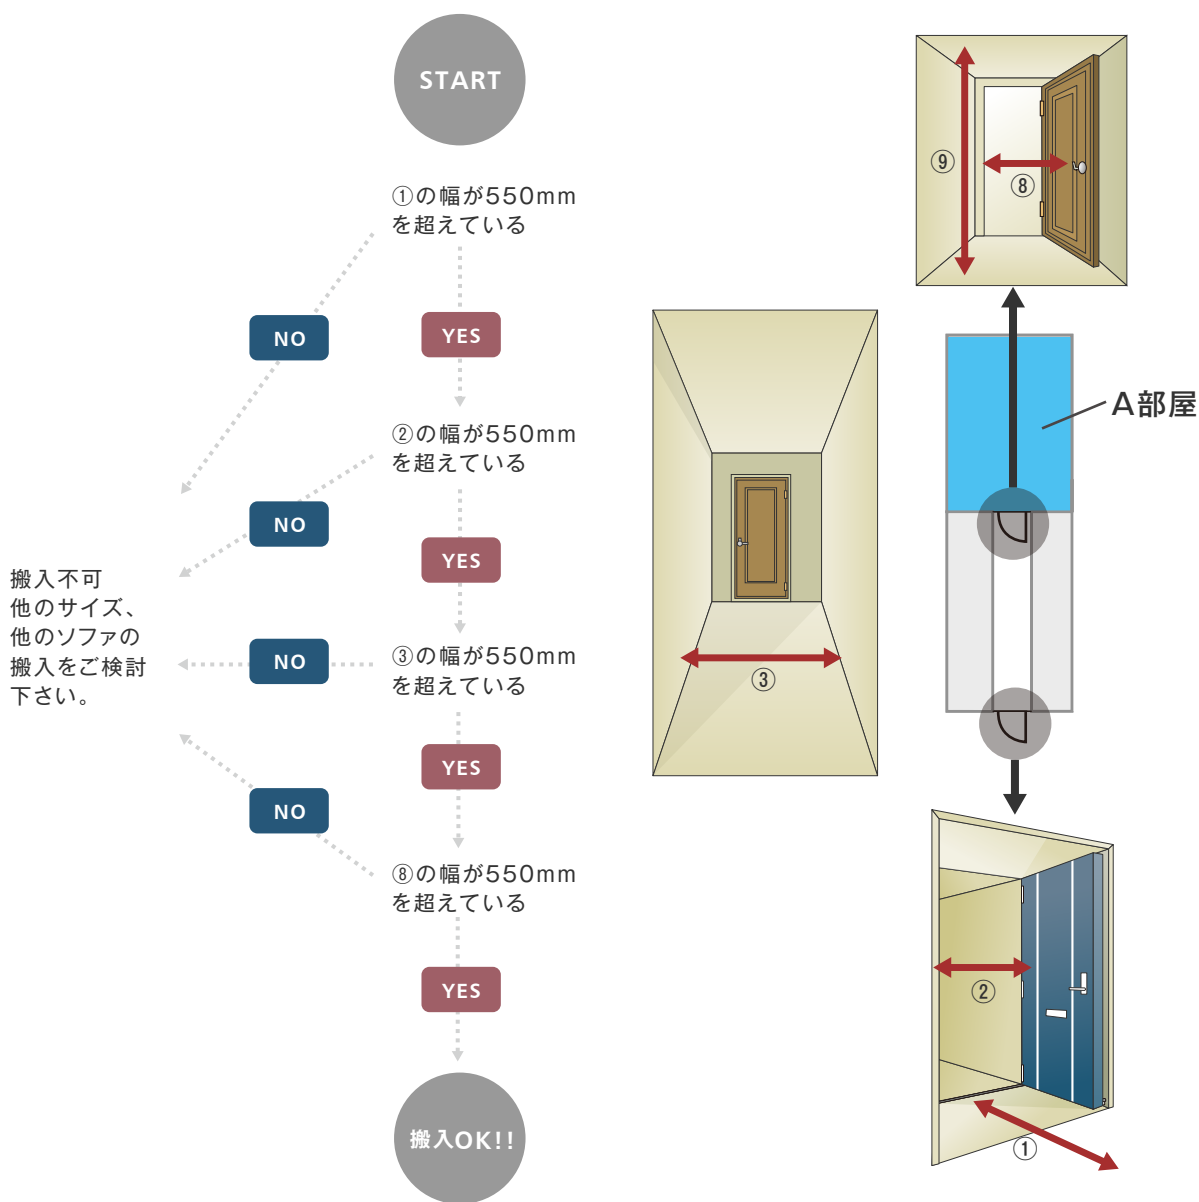 START
①の幅が550mm
を超えている
NO
YES
②の幅が550mm
を超えている
NO
YES
③の幅が550mm
を超えている
NO
YES
⑧の幅が550mm
を超えている
NO
YES
搬入OK!!
搬入不可
他のサイズ、
他のソファの
搬入をご検討
下さい。
③
⑨
⑧
A部屋
②
①